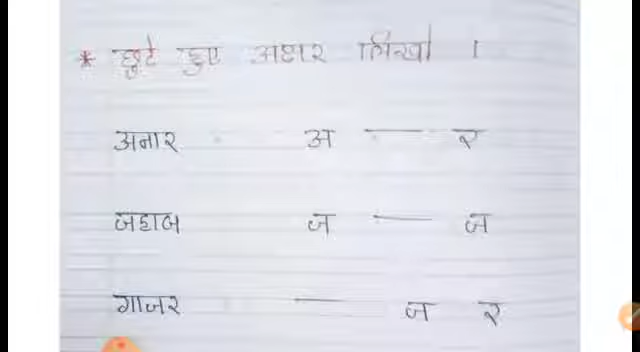 * छुटे हुए अक्षर लिखो ।
अनार अ — र
जहाज ज — ज
गाजर — ज र